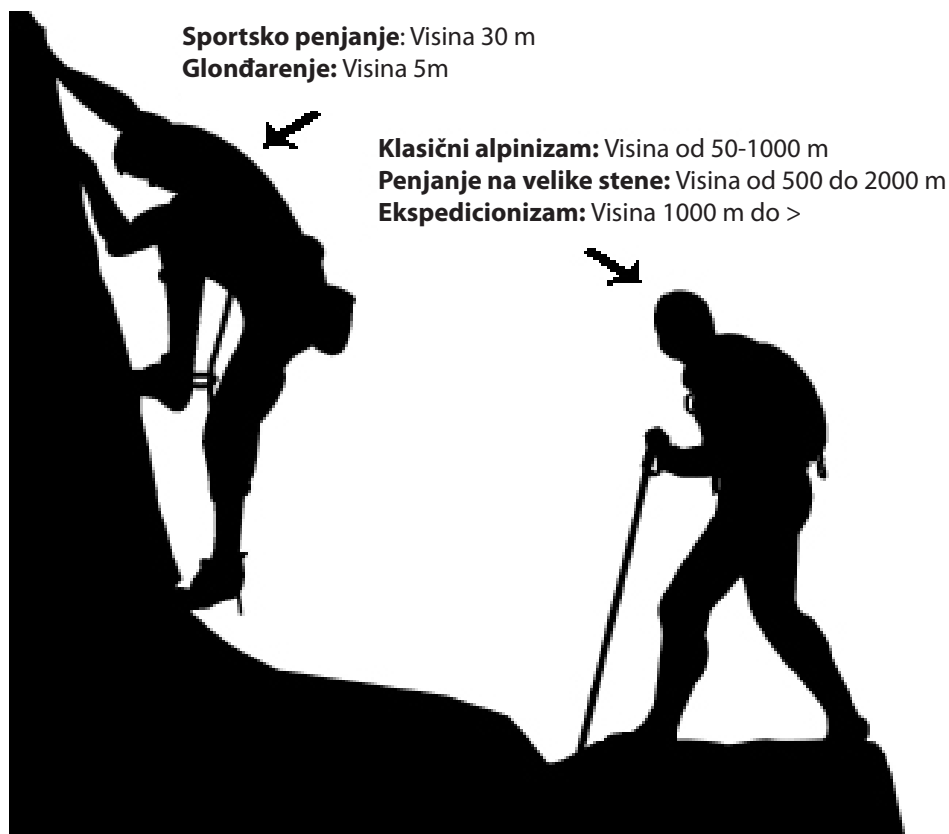 Sportsko penjanje: Visina 30 m
Glonđarenje: Visina 5m
Klasični alpinizam: Visina od 50-1000 m
Penjanje na velike stene: Visina od 500 do 2000 m
Ekspedicionizam: Visina 1000 m do >